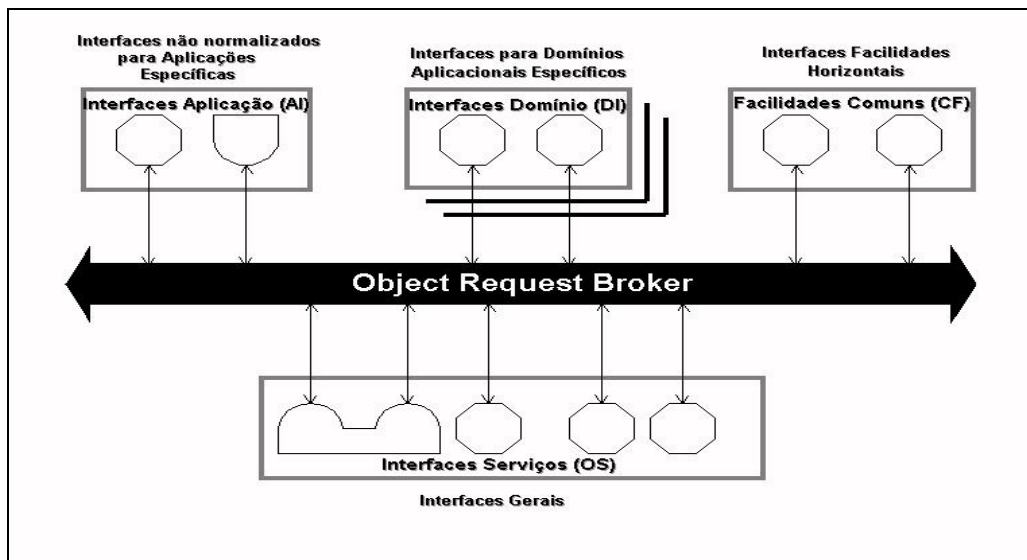 Interfaces não normalizados
para Aplicações
Específicas
Interfaces Aplicação (AI)
Interfaces para Domínios
Aplicacionais Específicos
Interfaces Domínio (DI)
Interfaces Facilidades
Horizontais
Facilidades Comuns (CF)
Object Request Broker
Interfaces Serviços (OS)
Interfaces Gerais